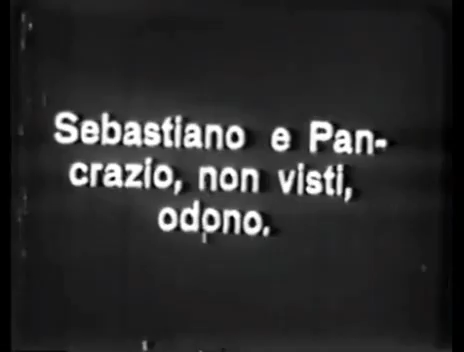 Sebastiano e Pan-
crazio, non visti,
odono.